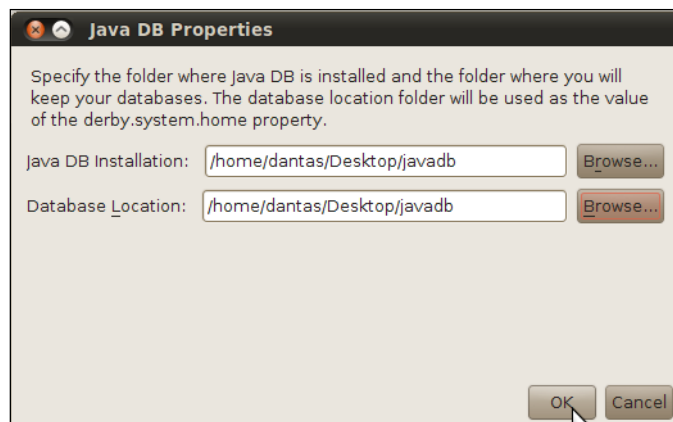 Java DB Properties
Specify the folder where Java DB is installed and the folder where you will
keep your databases. The database location folder will be used as the value
of the derby.system.home property.
Java DB Installation: /home/dantas/Desktop/javadb Browse...
Database Location: /home/dantas/Desktop/javadb Browse...
OK Cancel